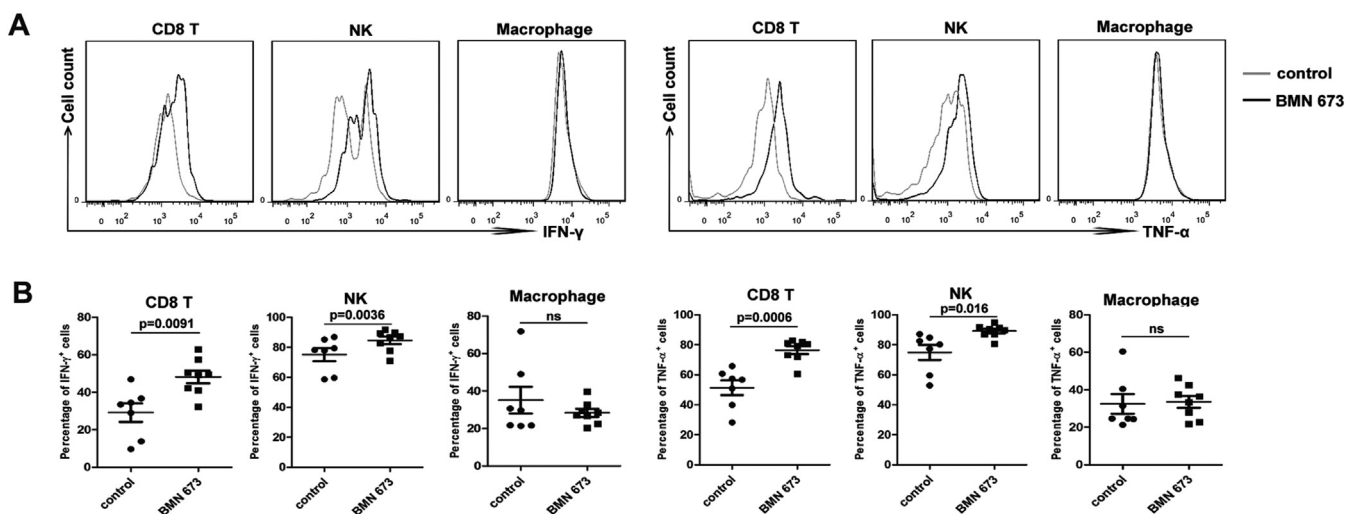 A
CD8 T
NK
Macrophage
CD8 T
NK
Macrophage
Cell count
Cell count
control
BMN 673
0
0
0
0
0
0
0 10² 10³ 10⁴ 10⁵
0 10² 10³ 10⁴ 10⁵
0 10² 10³ 10⁴ 10⁵
0 10² 10³ 10⁴ 10⁵
0 10² 10³ 10⁴ 10⁵
0 10² 10³ 10⁴ 10⁵
IFN-γ
TNF-α
B
CD8 T
p=0.0091
Percentage of IFN-γ⁺ cells
80
60
40
20
0
control
BMN 673
NK
p=0.0036
Percentage of IFN-γ⁺ cells
100
80
60
40
20
0
control
BMN 673
Macrophage
ns
Percentage of IFN-γ⁺ cells
80
60
40
20
0
control
BMN 673
CD8 T
p=0.0006
Percentage of TNF-α⁺ cells
100
80
60
40
20
0
control
BMN 673
NK
p=0.016
Percentage of TNF-α⁺ cells
100
80
60
40
20
0
control
BMN 673
Macrophage
ns
Percentage of TNF-α⁺ cells
80
60
40
20
0
control
BMN 673